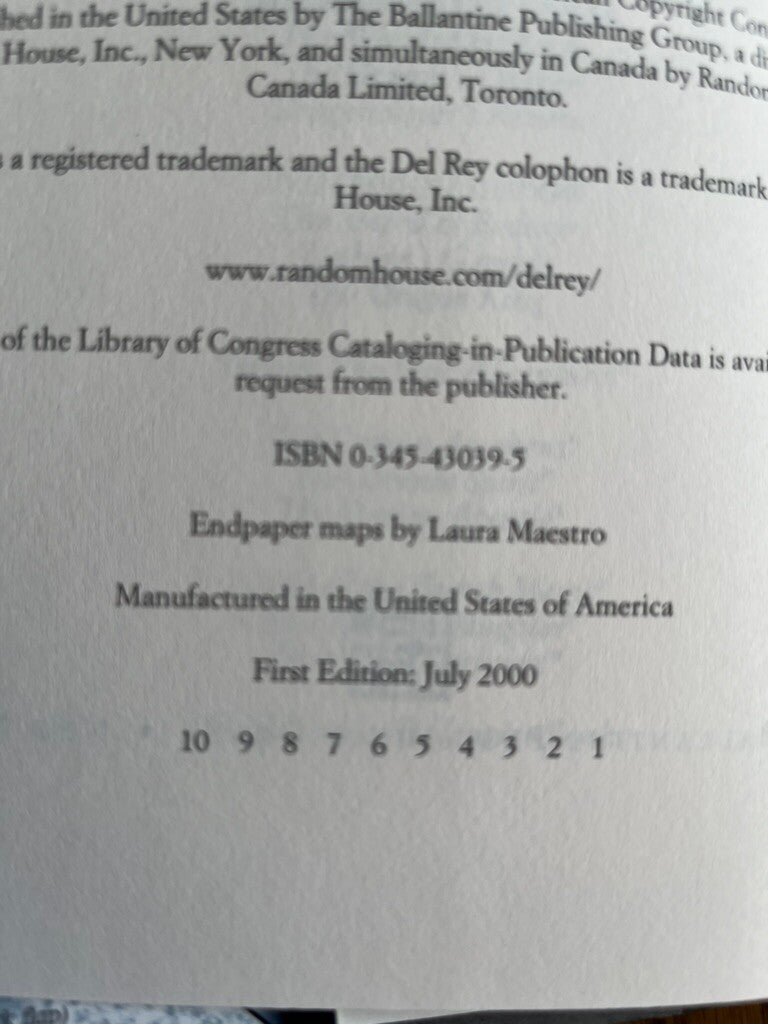 Copyright Con
hed in the United States by The Ballantine Publishing Group, a di
House, Inc., New York, and simultaneously in Canada by Random
Canada Limited, Toronto.
a registered trademark and the Del Rey colophon is a trademark
House, Inc.
www.randomhouse.com/delrey/
of the Library of Congress Cataloging-in-Publication Data is avai
request from the publisher.
ISBN 0-345-43039-5
Endpaper maps by Laura Maestro
Manufactured in the United States of America
First Edition: July 2000
10 9 8 7 6 5 4 3 2 1